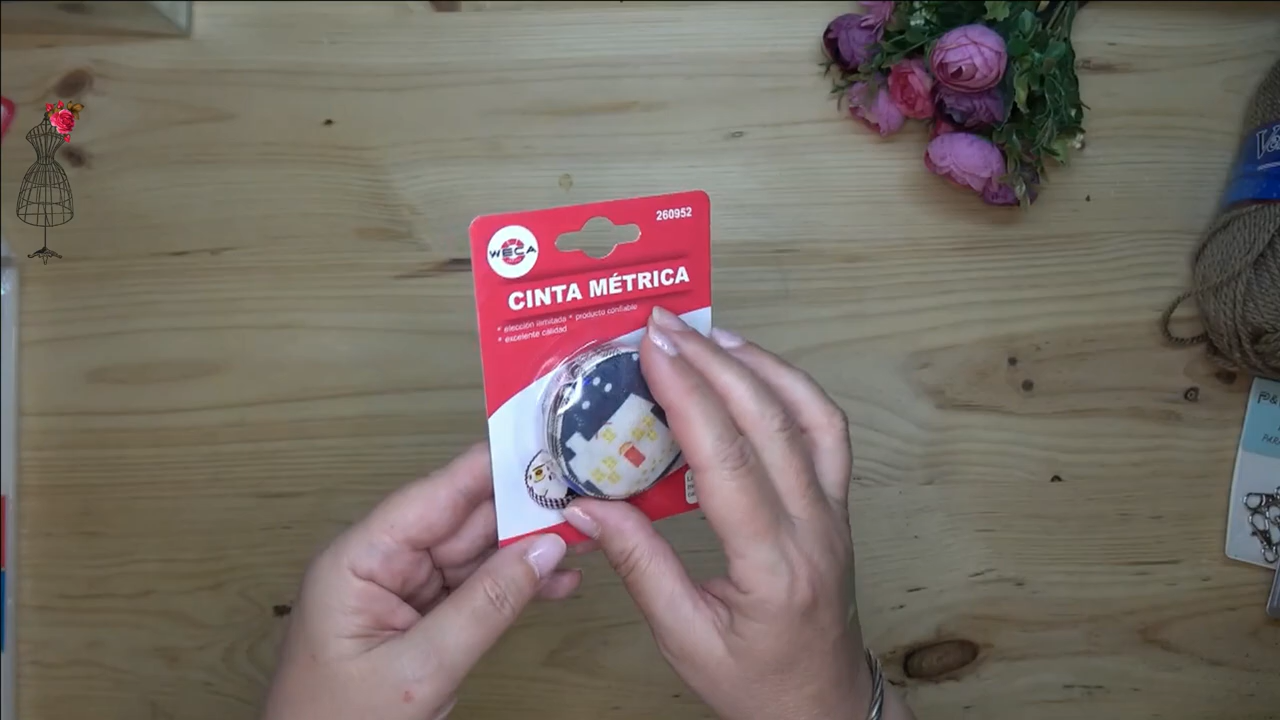 260952
WECA
CINTA MÉTRICA
* elección ilimitada * producto confiable
* excelente calidad